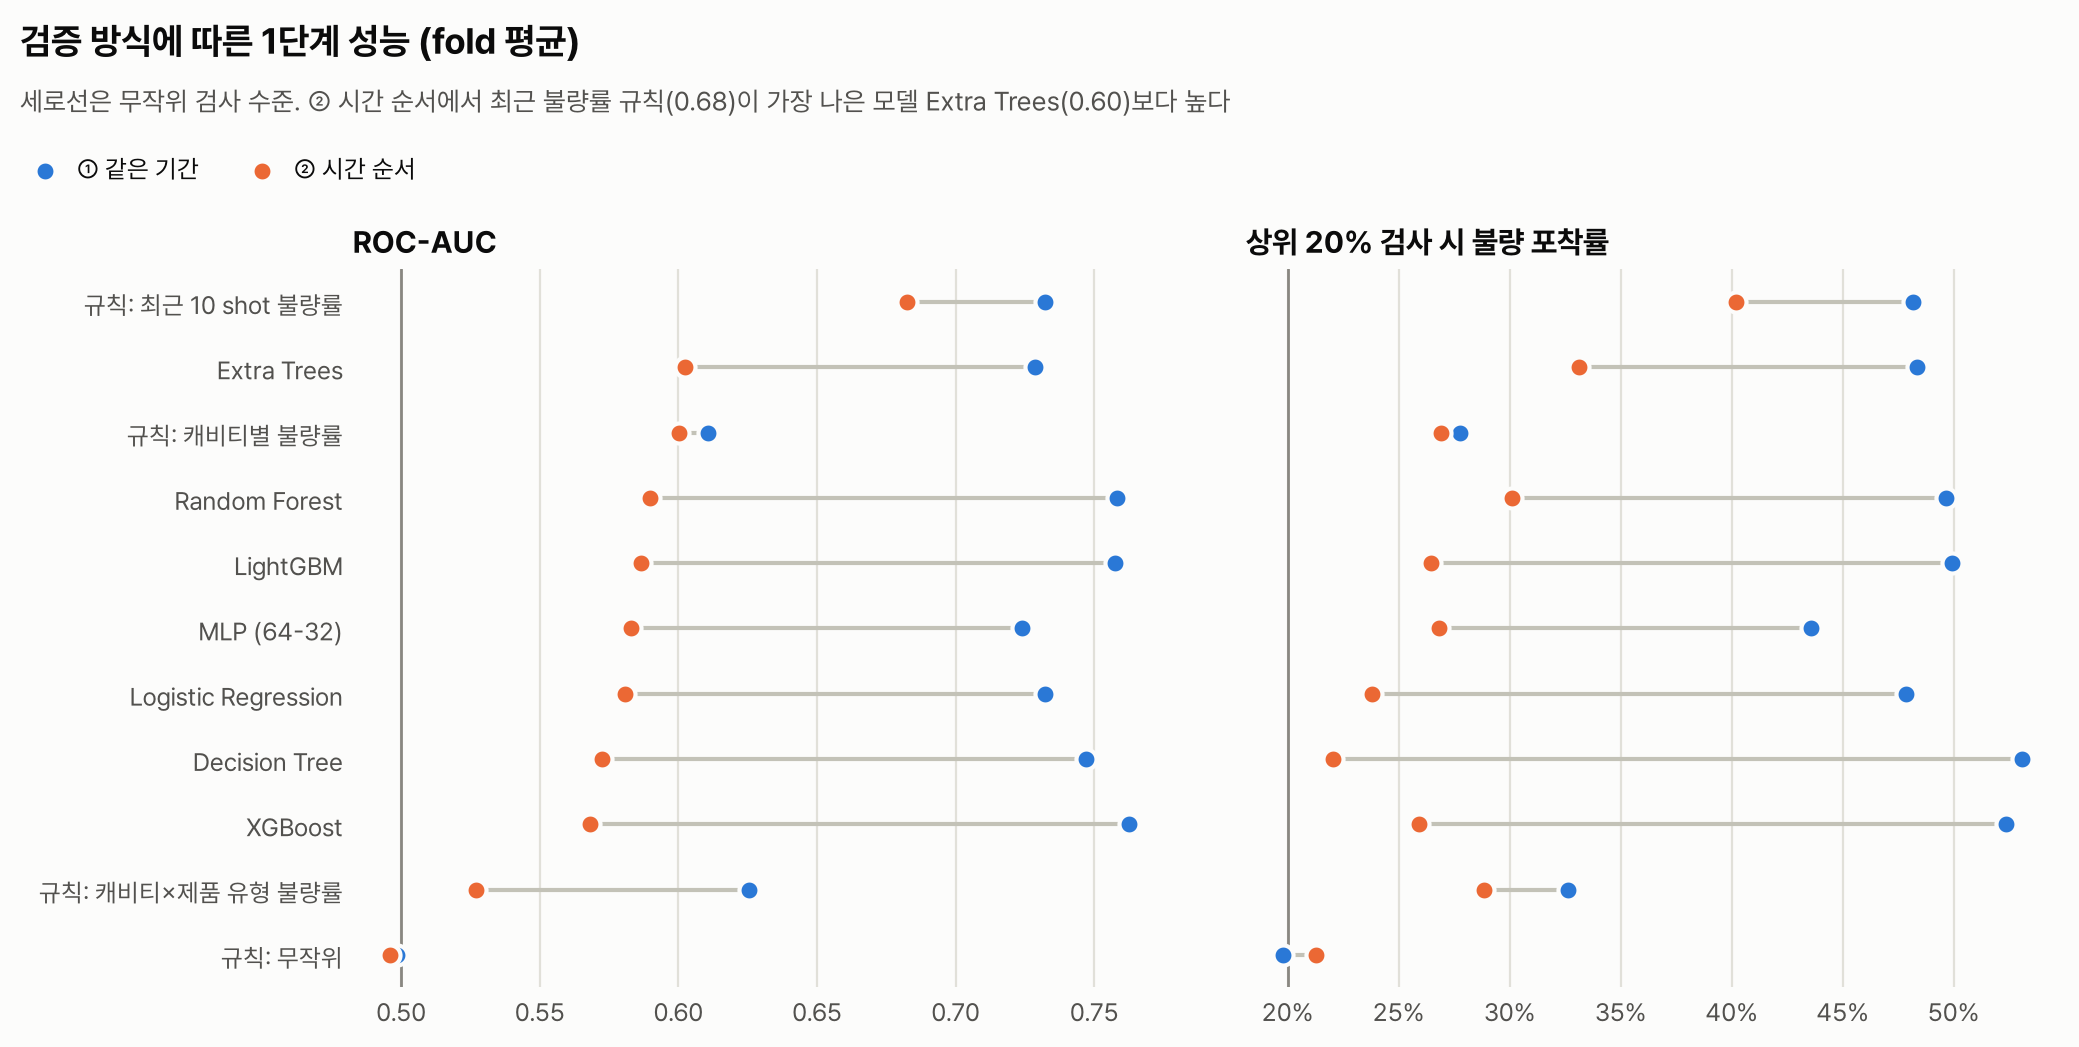 검증 방식에 따른 1단계 성능 (fold 평균)
세로선은 무작위 검사 수준. ② 시간 순서에서 최근 불량률 규칙(0.68)이 가장 나은 모델 Extra Trees(0.60)보다 높다
① 같은 기간 ② 시간 순서
ROC-AUC 상위 20% 검사 시 불량 포착률
규칙: 최근 10 shot 불량률
Extra Trees
규칙: 캐비티별 불량률
Random Forest
LightGBM
MLP (64-32)
Logistic Regression
Decision Tree
XGBoost
규칙: 캐비티×제품 유형 불량률
규칙: 무작위
0.50 0.55 0.60 0.65 0.70 0.75 20% 25% 30% 35% 40% 45% 50%